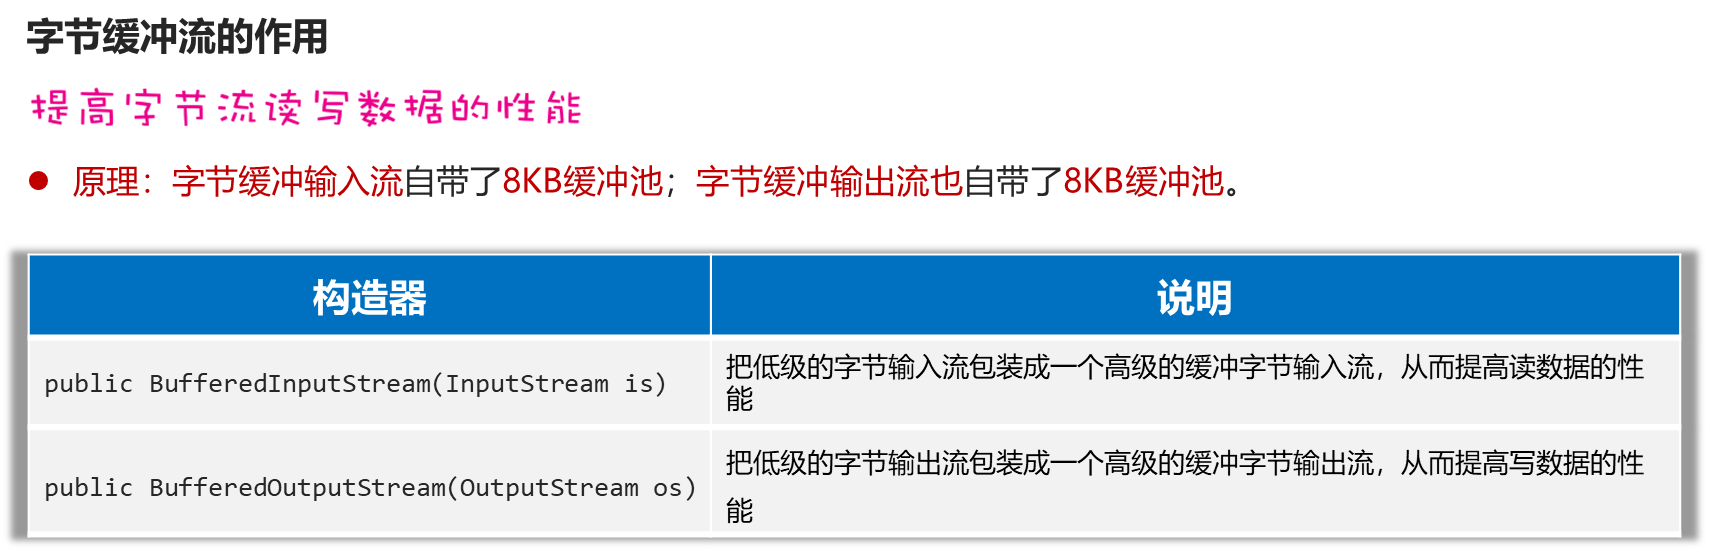 字节缓冲流的作用
提高字节流读写数据的性能
原理：字节缓冲输入流自带了8KB缓冲池；字节缓冲输出流也自带了8KB缓冲池。
构造器
说明
public BufferedInputStream(InputStream is)
把低级的字节输入流包装成一个高级的缓冲字节输入流，从而提高读数据的性
能
public BufferedOutputStream(OutputStream os)
把低级的字节输出流包装成一个高级的缓冲字节输出流，从而提高写数据的性
能